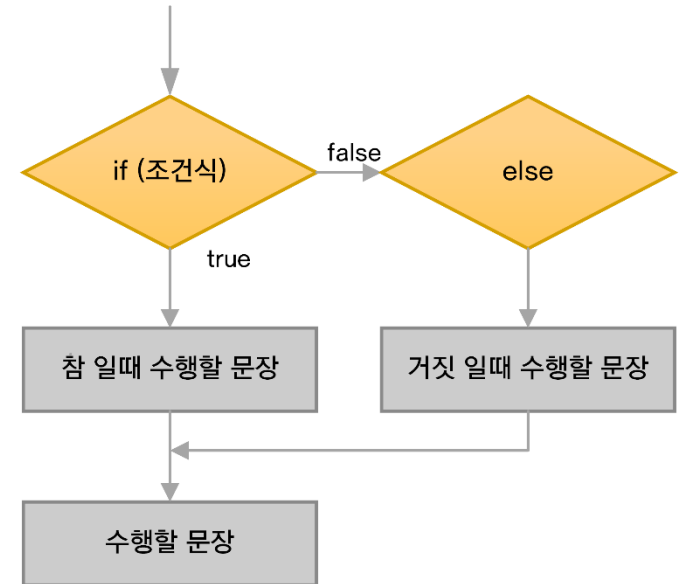 if (조건식)
false
else
true
참 일때 수행할 문장
거짓 일때 수행할 문장
수행할 문장